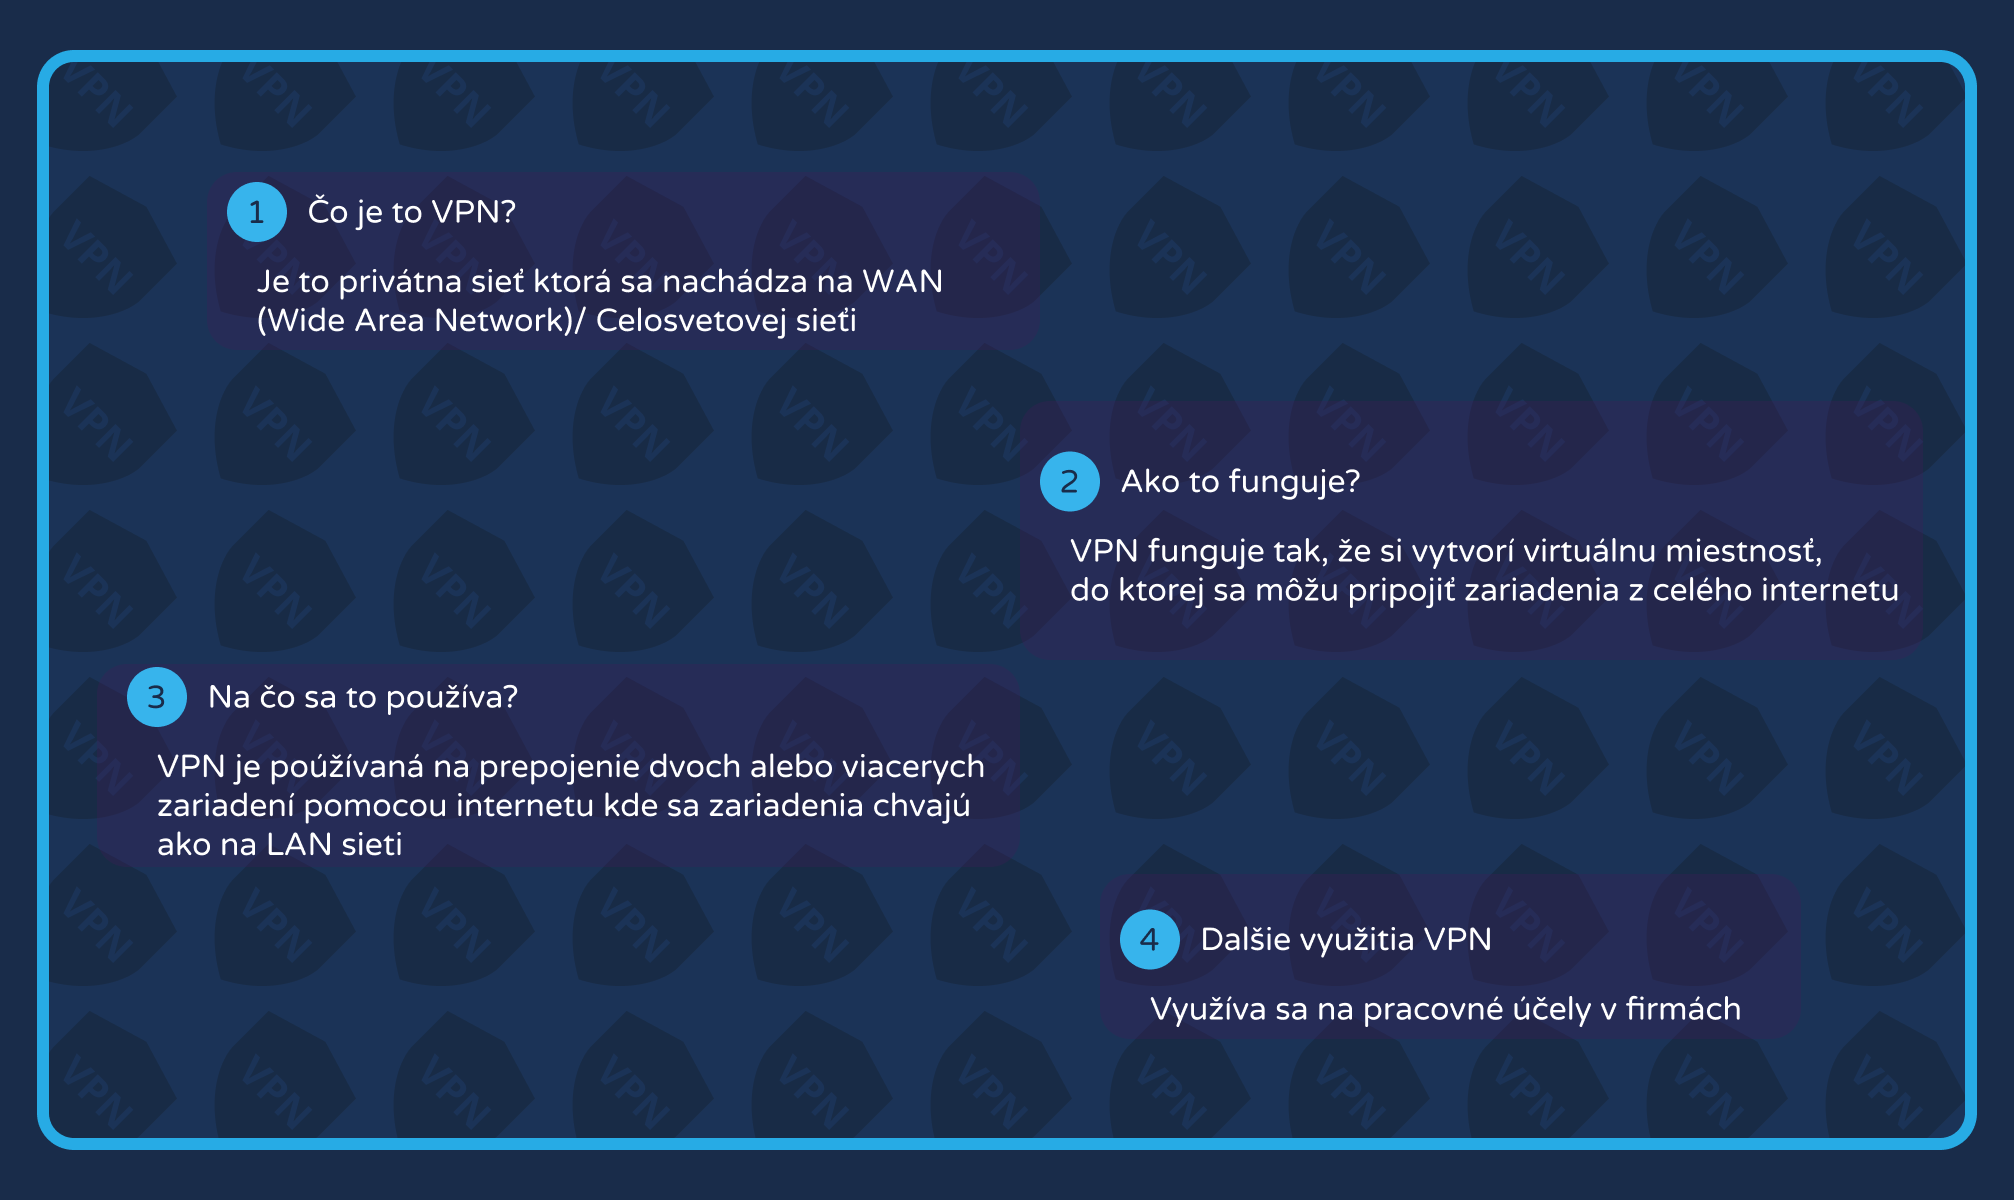 1 Čo je to VPN?
Je to privátna sieť ktorá sa nachádza na WAN
(Wide Area Network)/ Celosvetovej sieťi
2 Ako to funguje?
VPN funguje tak, že si vytvorí virtuálnu miestnosť,
do ktorej sa môžu pripojiť zariadenia z celého internetu
3 Na čo sa to používa?
VPN je poúžívaná na prepojenie dvoch alebo viacerych
zariadení pomocou internetu kde sa zariadenia chvajú
ako na LAN sieti
4 Dalšie využitia VPN
Využíva sa na pracovné účely v firmách